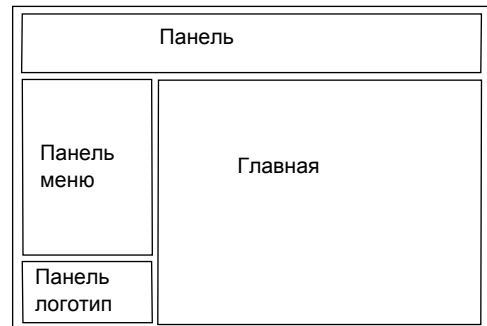 Панель
Панель
меню
Главная
Панель
логотип